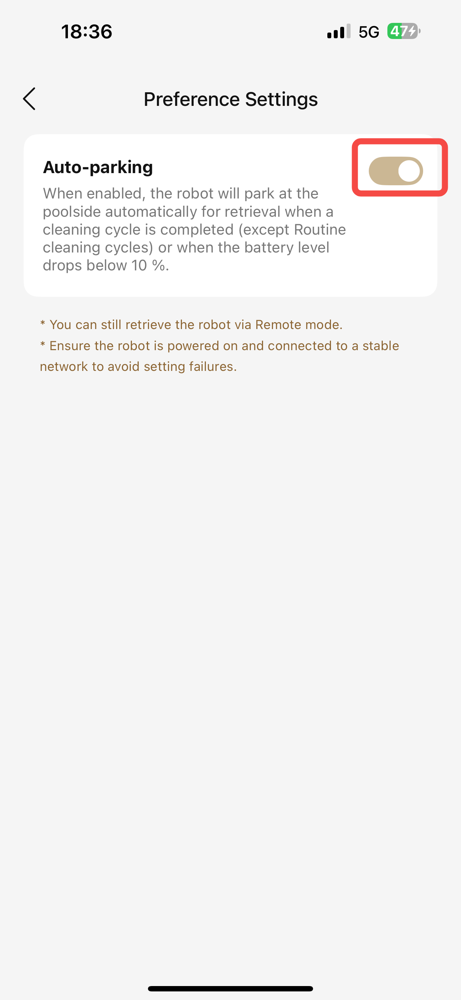 18:36
5G 47
Preference Settings
Auto-parking
When enabled, the robot will park at the
poolside automatically for retrieval when a
cleaning cycle is completed (except Routine
cleaning cycles) or when the battery level
drops below 10 %.
* You can still retrieve the robot via Remote mode.
* Ensure the robot is powered on and connected to a stable
network to avoid setting failures.